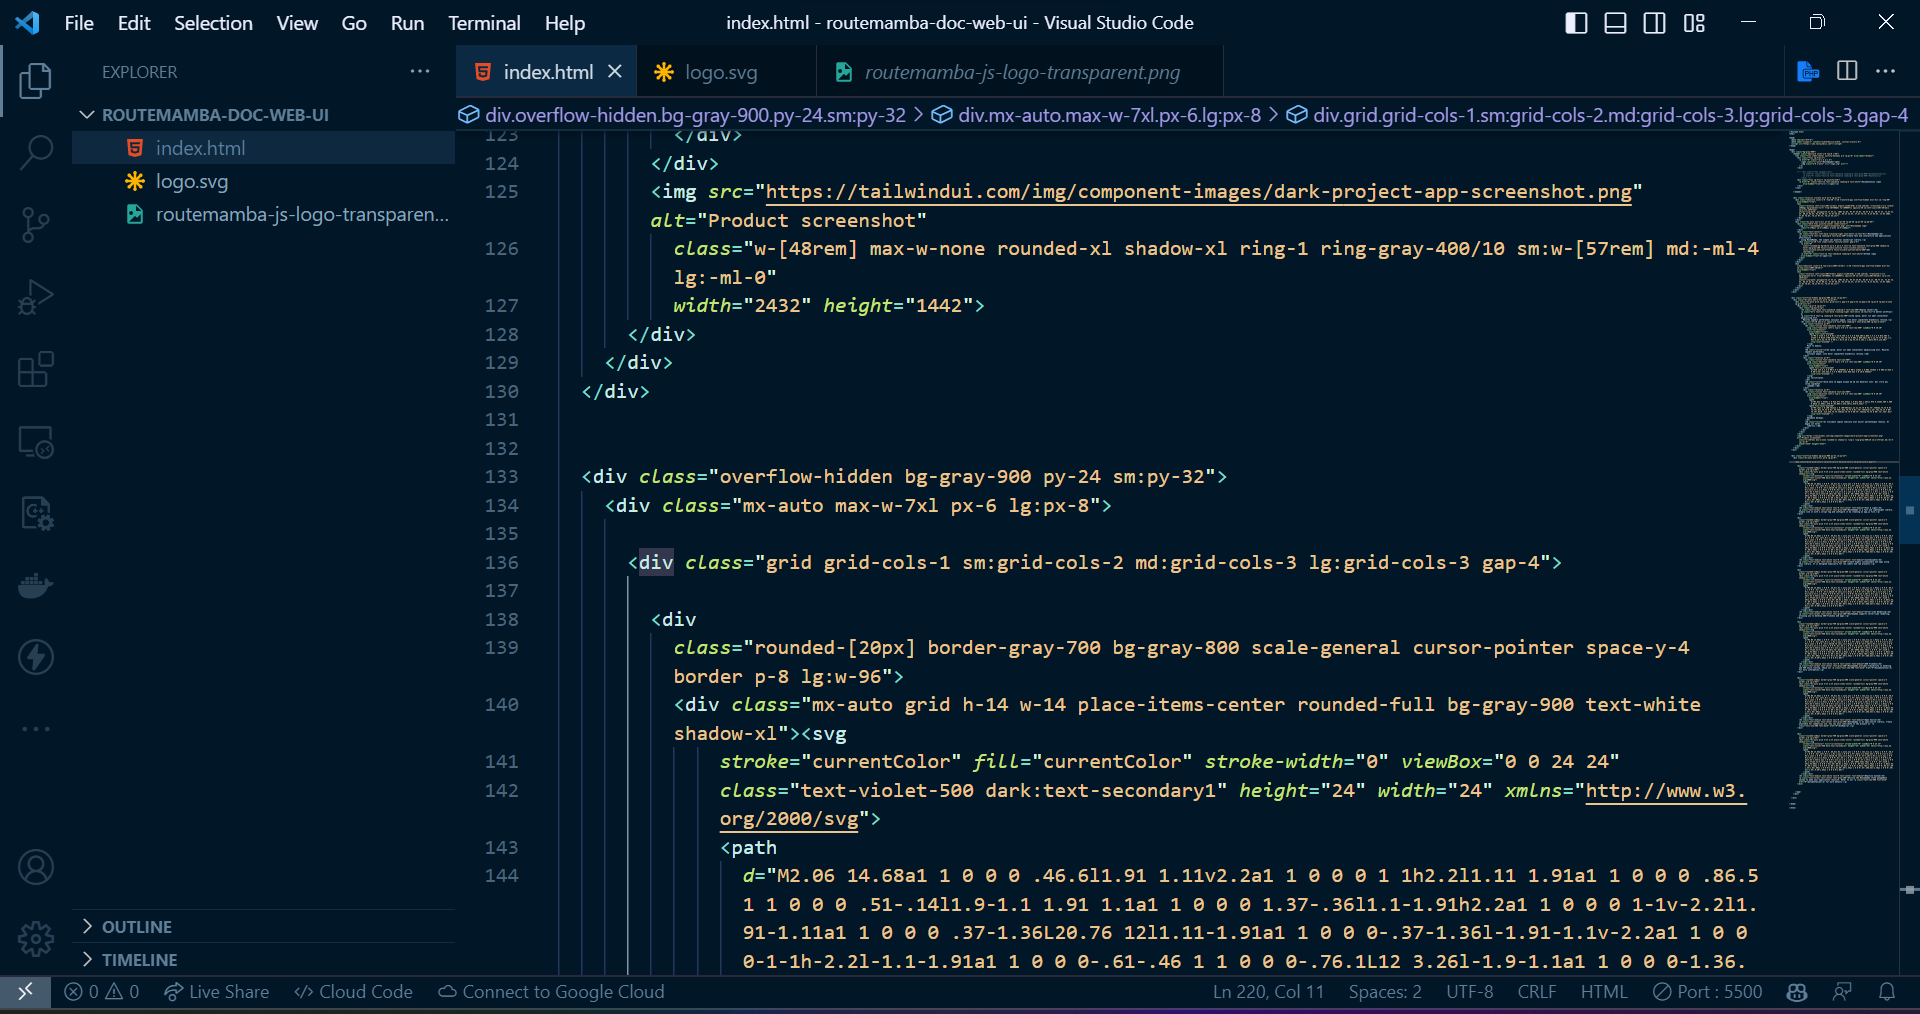 File Edit Selection View Go Run Terminal Help
index.html - routemamba-doc-web-ui - Visual Studio Code
EXPLORER
ROUTEMAMBA-DOC-WEB-UI
index.html
logo.svg
routemamba-js-logo-transparen...
OUTLINE
TIMELINE
index.html
logo.svg
routemamba-js-logo-transparent.png
PHP
div.overflow-hidden.bg-gray-900.py-24.sm:py-32 > div.mx-auto.max-w-7xl.px-6.lg:px-8 > div.grid.grid-cols-1.sm:grid-cols-2.md:grid-cols-3.lg:grid-cols-3.gap-4
123 </div>
124 </div>
125 <img src="https://tailwindui.com/img/component-images/dark-project-app-screenshot.png"
alt="Product screenshot"
126 class="w-[48rem] max-w-none rounded-xl shadow-xl ring-1 ring-gray-400/10 sm:w-[57rem] md:-ml-4
lg:-ml-0"
127 width="2432" height="1442">
128 </div>
129 </div>
130 </div>
131
132
133 <div class="overflow-hidden bg-gray-900 py-24 sm:py-32">
134 <div class="mx-auto max-w-7xl px-6 lg:px-8">
135
136 <div class="grid grid-cols-1 sm:grid-cols-2 md:grid-cols-3 lg:grid-cols-3 gap-4">
137
138 <div
139 class="rounded-[20px] border-gray-700 bg-gray-800 scale-general cursor-pointer space-y-4
border p-8 lg:w-96">
140 <div class="mx-auto grid h-14 w-14 place-items-center rounded-full bg-gray-900 text-white
shadow-xl"><svg
141 stroke="currentColor" fill="currentColor" stroke-width="0" viewBox="0 0 24 24"
142 class="text-violet-500 dark:text-secondary1" height="24" width="24" xmlns="http://www.w3.
org/2000/svg">
143 <path
144 d="M2.06 14.68a1 1 0 0 0 .46.6l1.91 1.11v2.2a1 1 0 0 0 1 1h2.2l1.11 1.91a1 1 0 0 0 .86.5
1 1 0 0 0 .51-.14l1.9-1.1 1.91 1.1a1 1 0 0 0 1.37-.36l1.1-1.91h2.2a1 1 0 0 0 1-1v-2.2l1.
91-1.11a1 1 0 0 0 .37-1.36L20.76 12l1.11-1.91a1 1 0 0 0-.37-1.36l-1.91-1.1v-2.2a1 1 0 0
0-1-1h-2.2l-1.1-1.91a1 1 0 0 0-.61-.46 1 1 0 0 0-.76.1L12 3.26l-1.9-1.1a1 1 0 0 0-1.36.
0 0 Live Share Cloud Code Connect to Google Cloud
Ln 220, Col 11 Spaces: 2 UTF-8 CRLF HTML Port : 5500